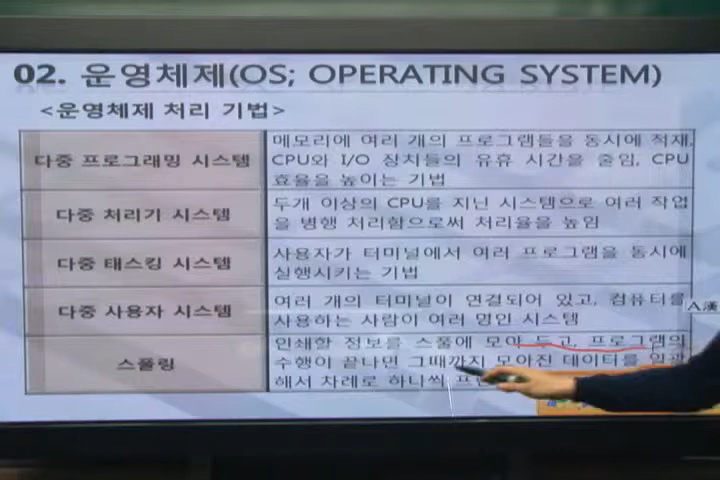 02. 운영체제(OS; OPERATING SYSTEM)
<운영체제 처리 기법>
다중 프로그래밍 시스템
메모리에 여러 개의 프로그램들을 동시에 적재,
CPU와 I/O 장치들의 유휴 시간을 줄임, CPU
효율을 높이는 기법
다중 처리기 시스템
두개 이상의 CPU를 지닌 시스템으로 여러 작업
을 병행 처리함으로써 처리율을 높임
다중 태스킹 시스템
사용자가 터미널에서 여러 프로그램을 동시에
실행시키는 기법
다중 사용자 시스템
여러 개의 터미널이 연결되어 있고, 컴퓨터를
사용하는 사람이 여러 명인 시스템
스풀링
인쇄할 정보를 스풀에 모아 두고, 프로그램의
수행이 끝나면 그때까지 모아진 데이터를
해서 차례로 하나씩
A漢